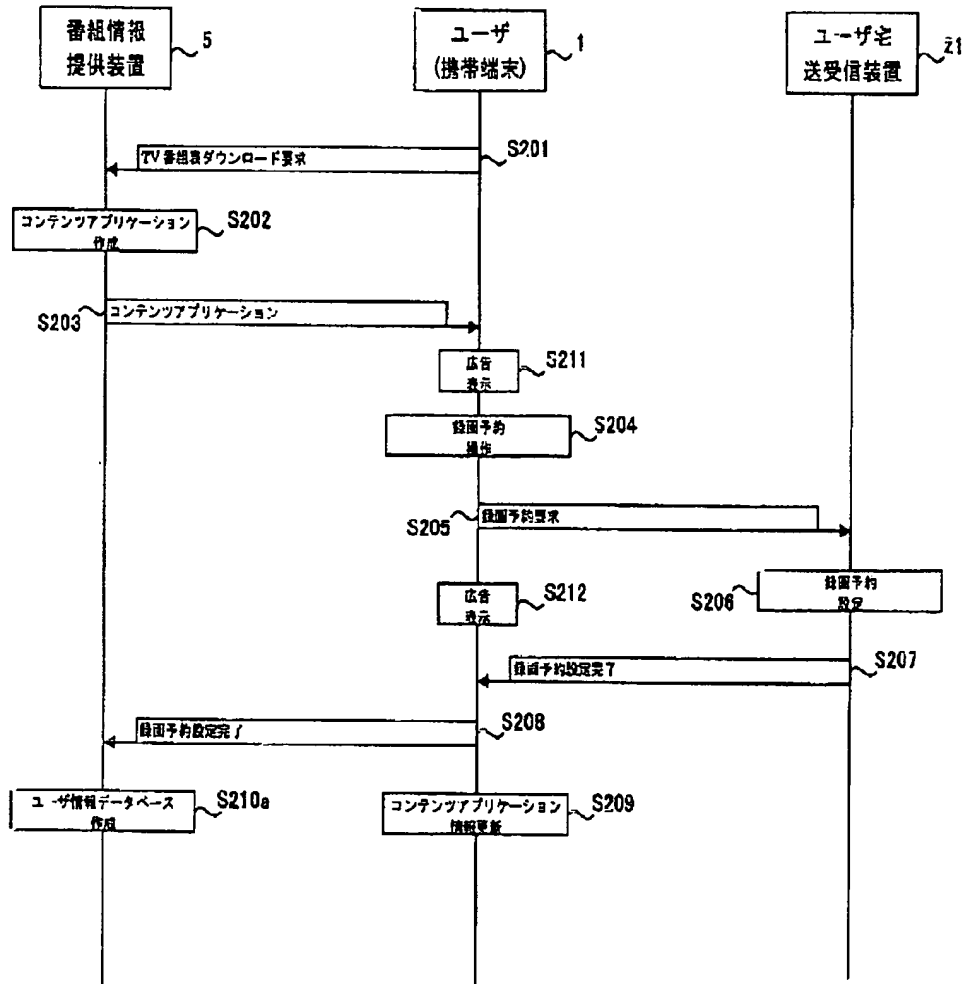 番組情報
提供装置
5
ユーザ
(携帯端末)
1
ユーザ宅
送受信装置
21
TV番組表ダウンロード要求
S201
コンテンツアプリケーション
作成
S202
S203
コンテンツアプリケーション
広告
表示
S211
録画予約
操作
S204
S205
録画予約要求
広告
表示
S212
S206
録画予約
設定
録画予約設定完了
S207
録画予約設定完了
S208
ユーザ情報データベース
作成
S210a
コンテンツアプリケーション
情報更新
S209